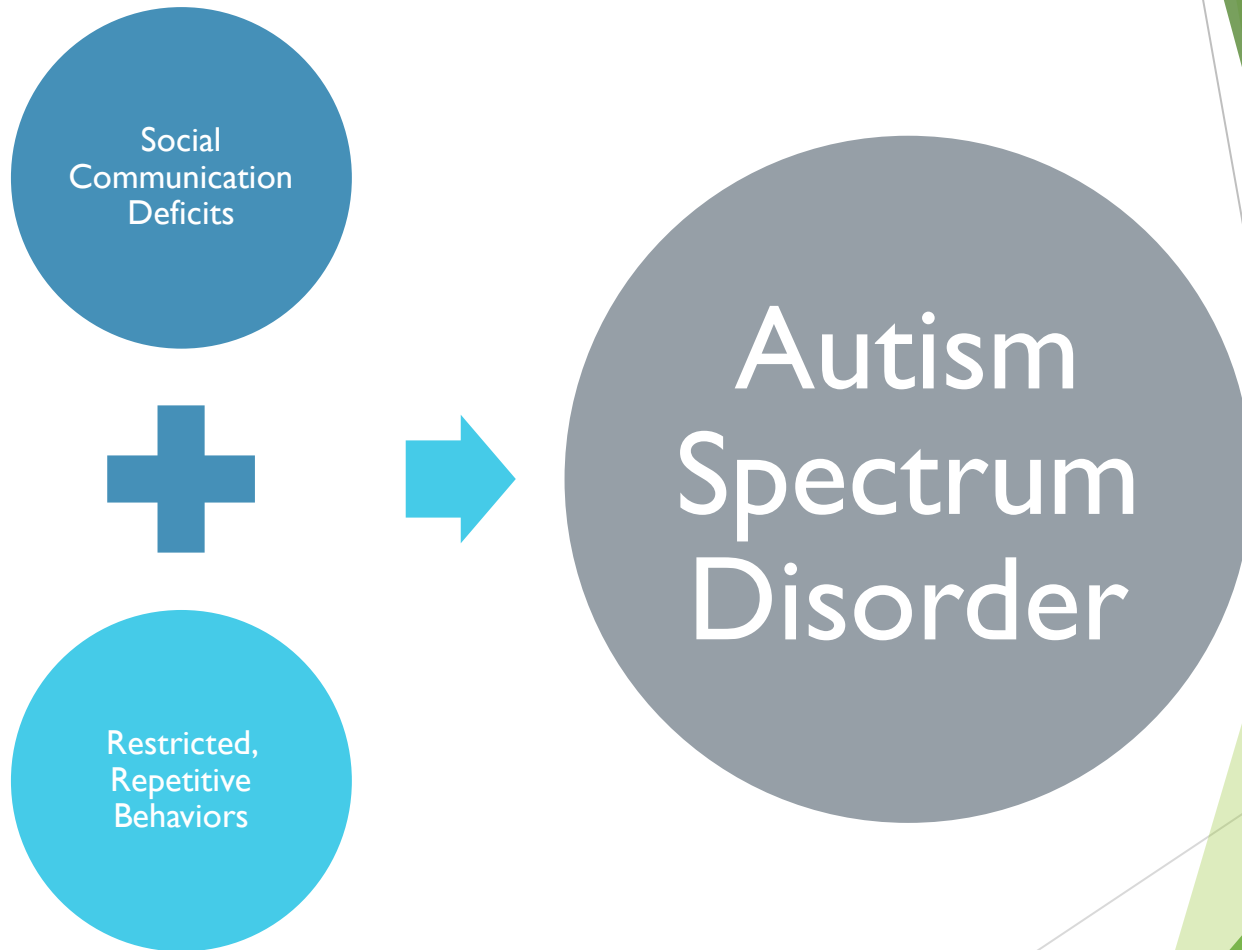 Social
Communication
Deficits
Restricted,
Repetitive
Behaviors
Autism
Spectrum
Disorder